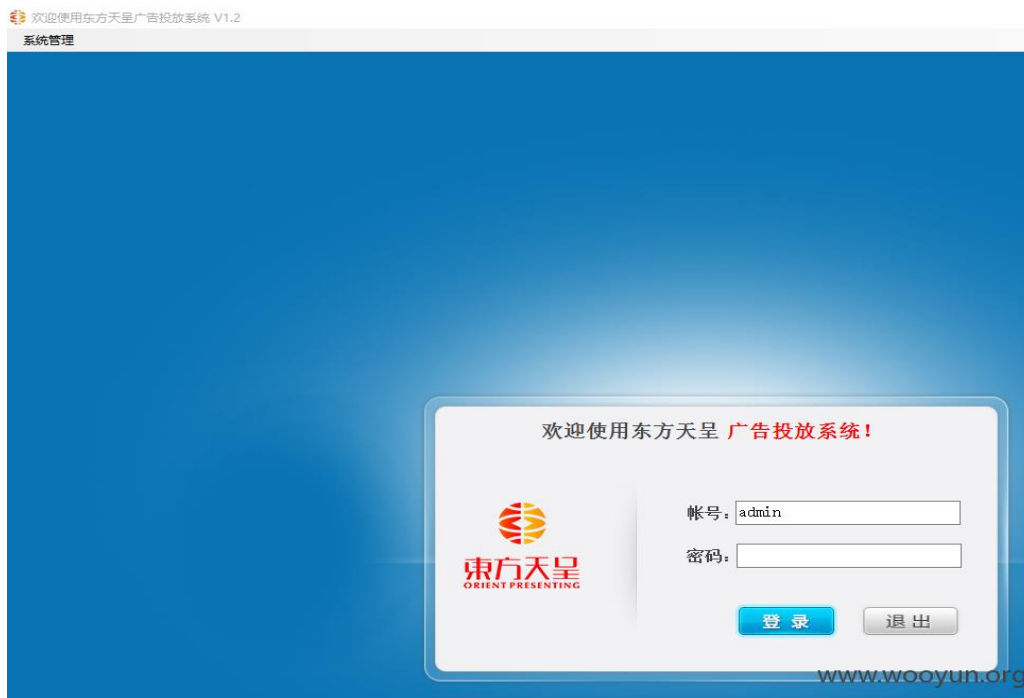 欢迎使用东方天呈广告投放系统 V1.2
系统管理
欢迎使用东方天呈 广告投放系统！
帐号：admin
密码：
東方天呈
ORIENT PRESENTING
登 录 退 出
www.wooyun.org